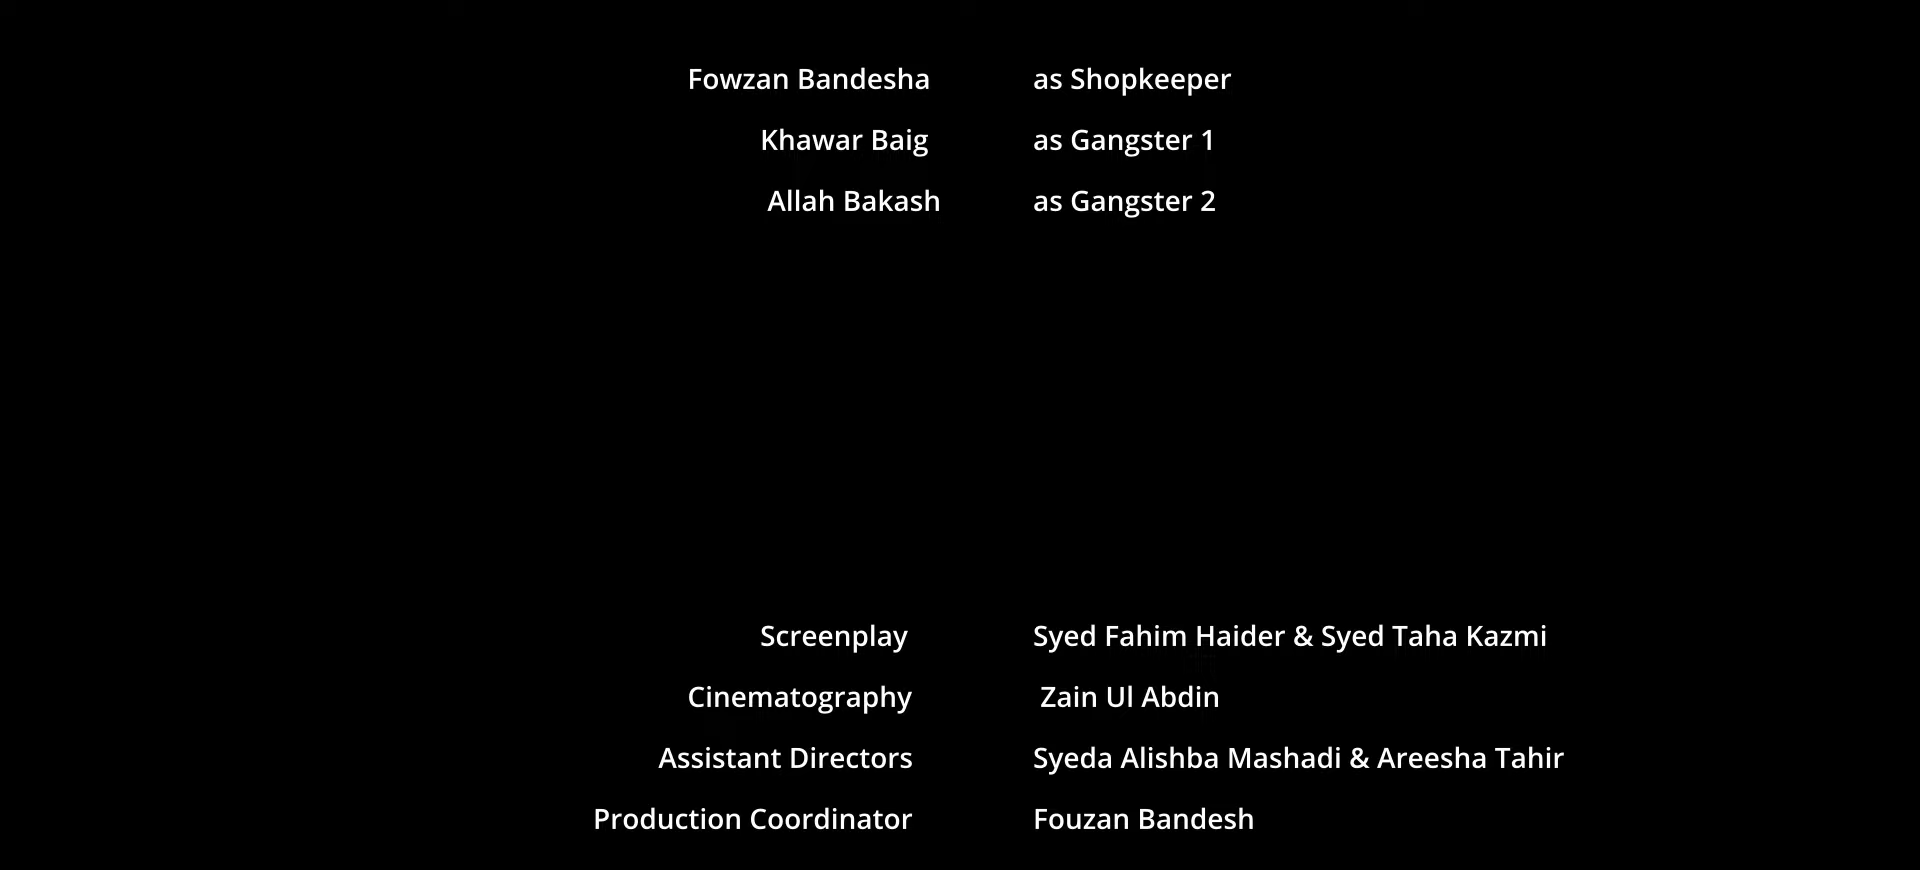 Fowzan Bandesha as Shopkeeper
Khawar Baig as Gangster 1
Allah Bakash as Gangster 2
Screenplay Syed Fahim Haider & Syed Taha Kazmi
Cinematography Zain Ul Abdin
Assistant Directors Syeda Alishba Mashadi & Areesha Tahir
Production Coordinator Fouzan Bandesh